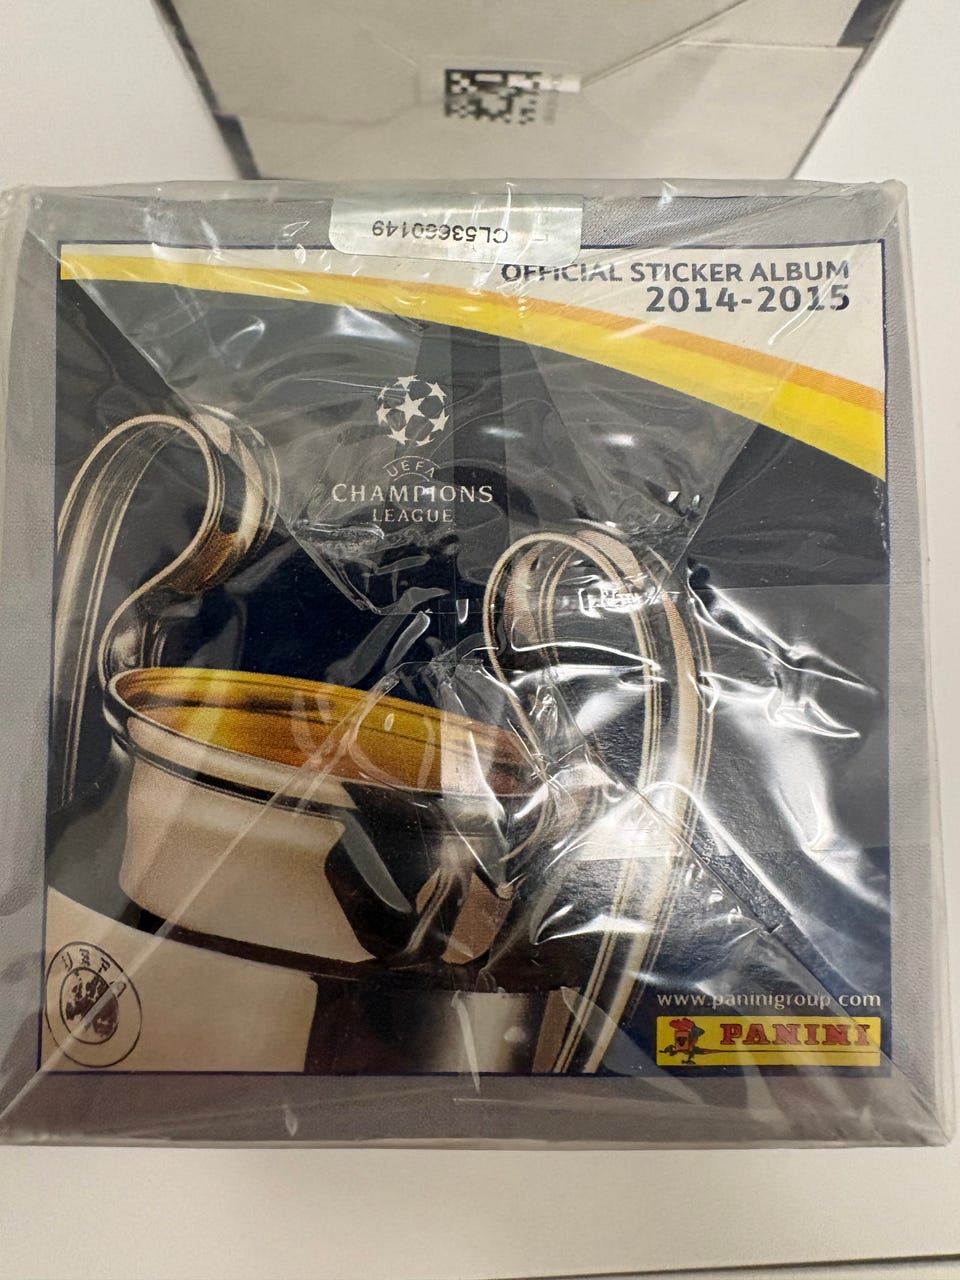 CL53660149
OFFICIAL STICKER ALBUM
2014-2015
UEFA
CHAMPIONS
LEAGUE
UEFA
www.paninigroup.com
PANINI